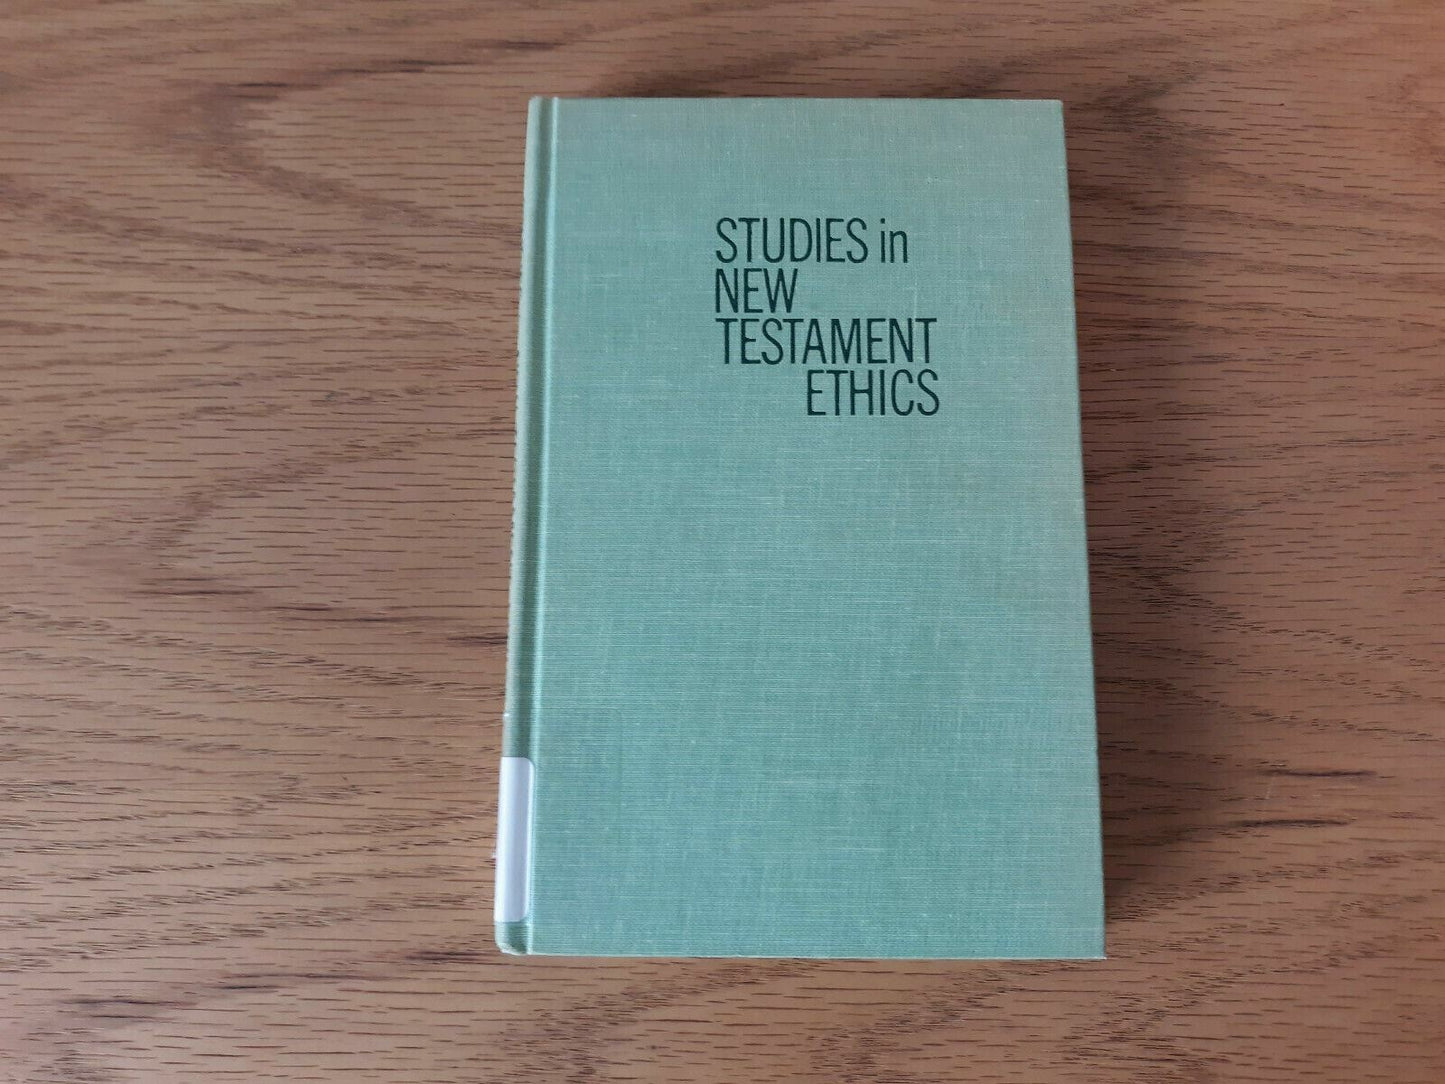 STUDIES in
NEW
TESTAMENT
ETHICS